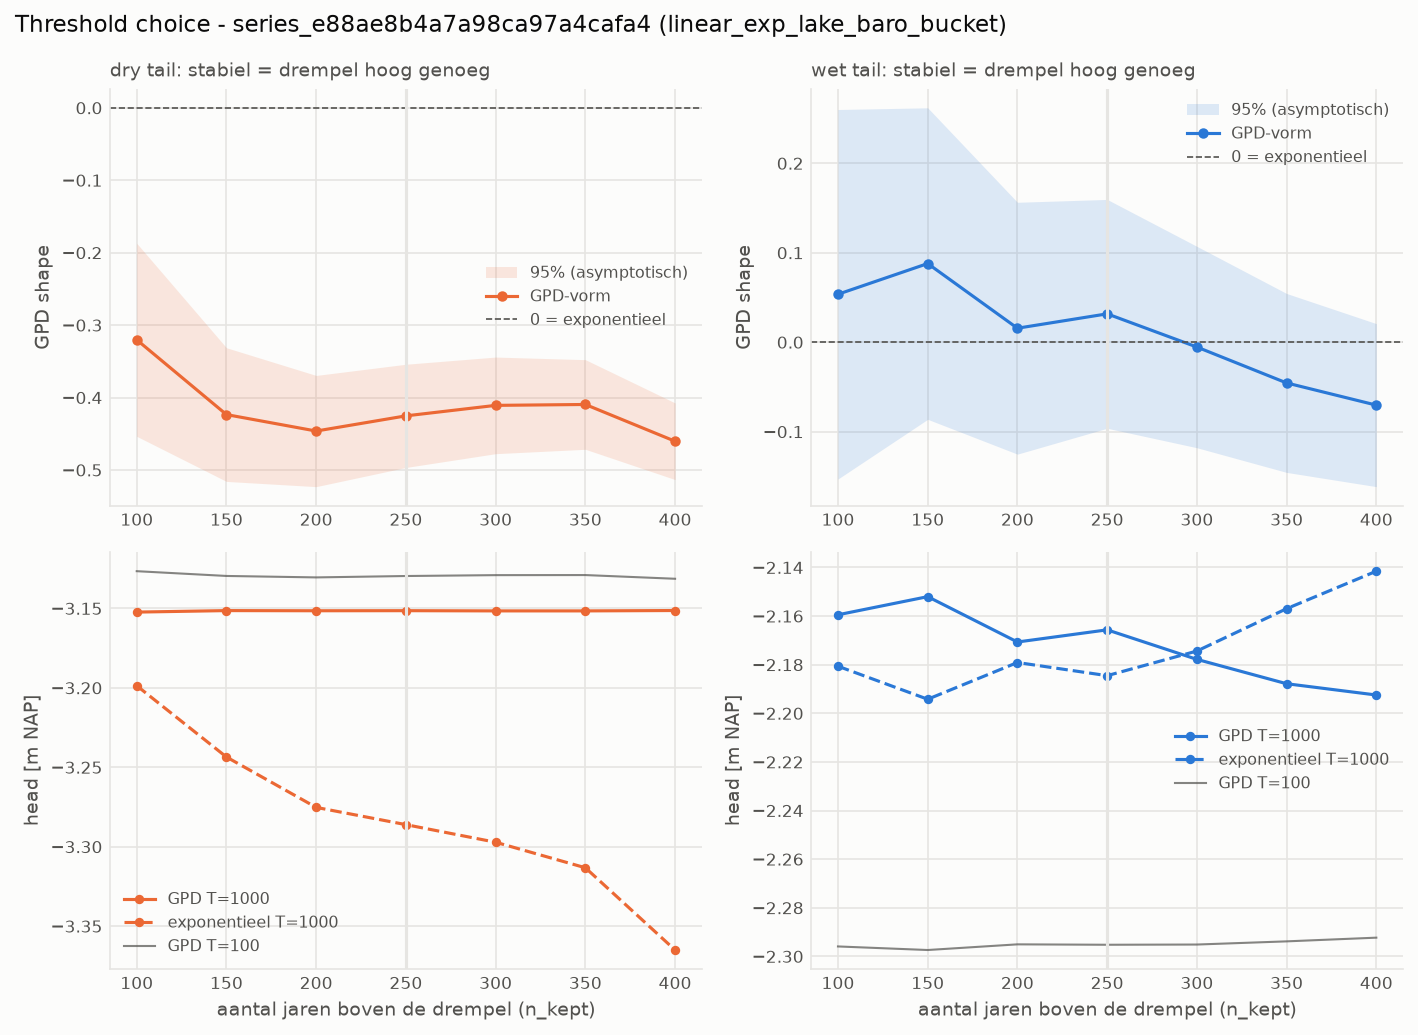 Threshold choice - series_e88ae8b4a7a98ca97a4cafa4 (linear_exp_lake_baro_bucket)
dry tail: stabiel = drempel hoog genoeg
GPD shape
0.0
−0.1
−0.2
−0.3
−0.4
−0.5
95% (asymptotisch)
GPD-vorm
0 = exponentieel
100 150 200 250 300 350 400
wet tail: stabiel = drempel hoog genoeg
GPD shape
0.2
0.1
0.0
−0.1
95% (asymptotisch)
GPD-vorm
0 = exponentieel
100 150 200 250 300 350 400
head [m NAP]
−3.15
−3.20
−3.25
−3.30
−3.35
GPD T=1000
exponentieel T=1000
GPD T=100
100 150 200 250 300 350 400
aantal jaren boven de drempel (n_kept)
head [m NAP]
−2.14
−2.16
−2.18
−2.20
−2.22
−2.24
−2.26
−2.28
−2.30
GPD T=1000
exponentieel T=1000
GPD T=100
100 150 200 250 300 350 400
aantal jaren boven de drempel (n_kept)